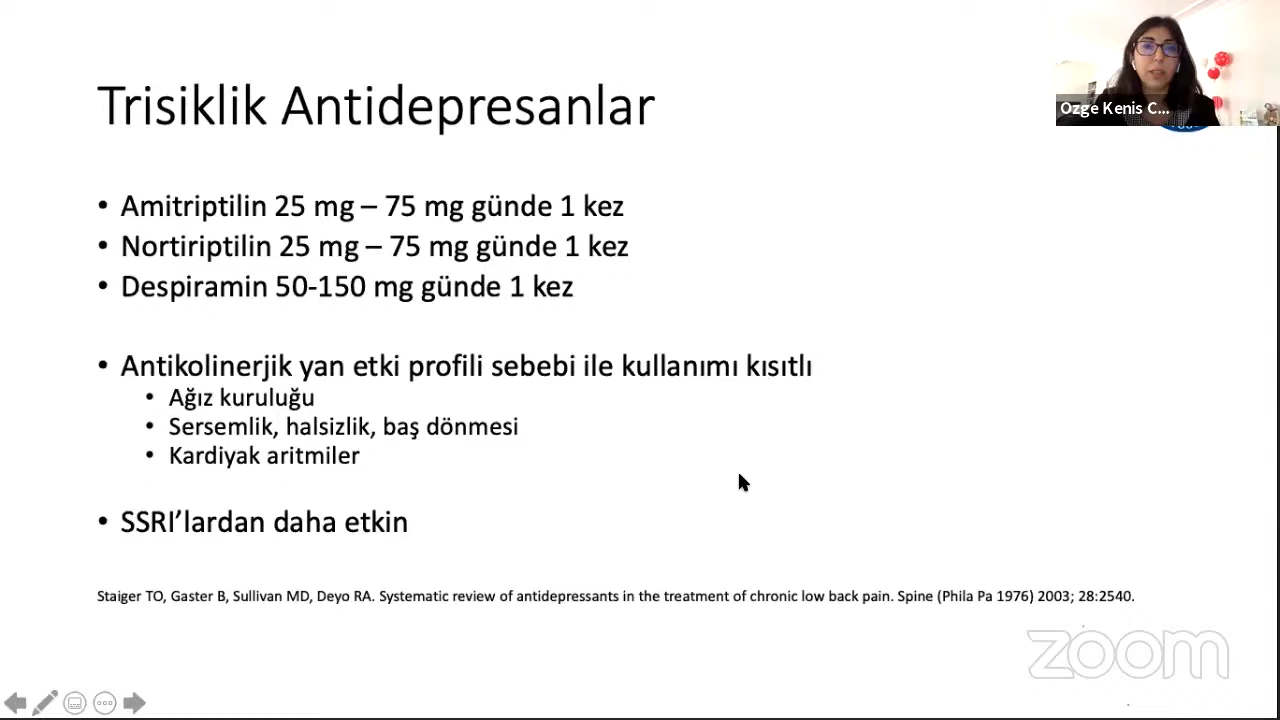 Trisiklik Antidepresanlar
Ozge Kenis C...
• Amitriptilin 25 mg – 75 mg günde 1 kez
• Nortiriptilin 25 mg – 75 mg günde 1 kez
• Despiramin 50-150 mg günde 1 kez
• Antikolinerjik yan etki profili sebebi ile kullanımı kısıtlı
• Ağız kuruluğu
• Sersemlik, halsizlik, baş dönmesi
• Kardiyak aritmiler
• SSRI’lardan daha etkin
Staiger TO, Gaster B, Sullivan MD, Deyo RA. Systematic review of antidepressants in the treatment of chronic low back pain. Spine (Phila Pa 1976) 2003; 28:2540.
zoom